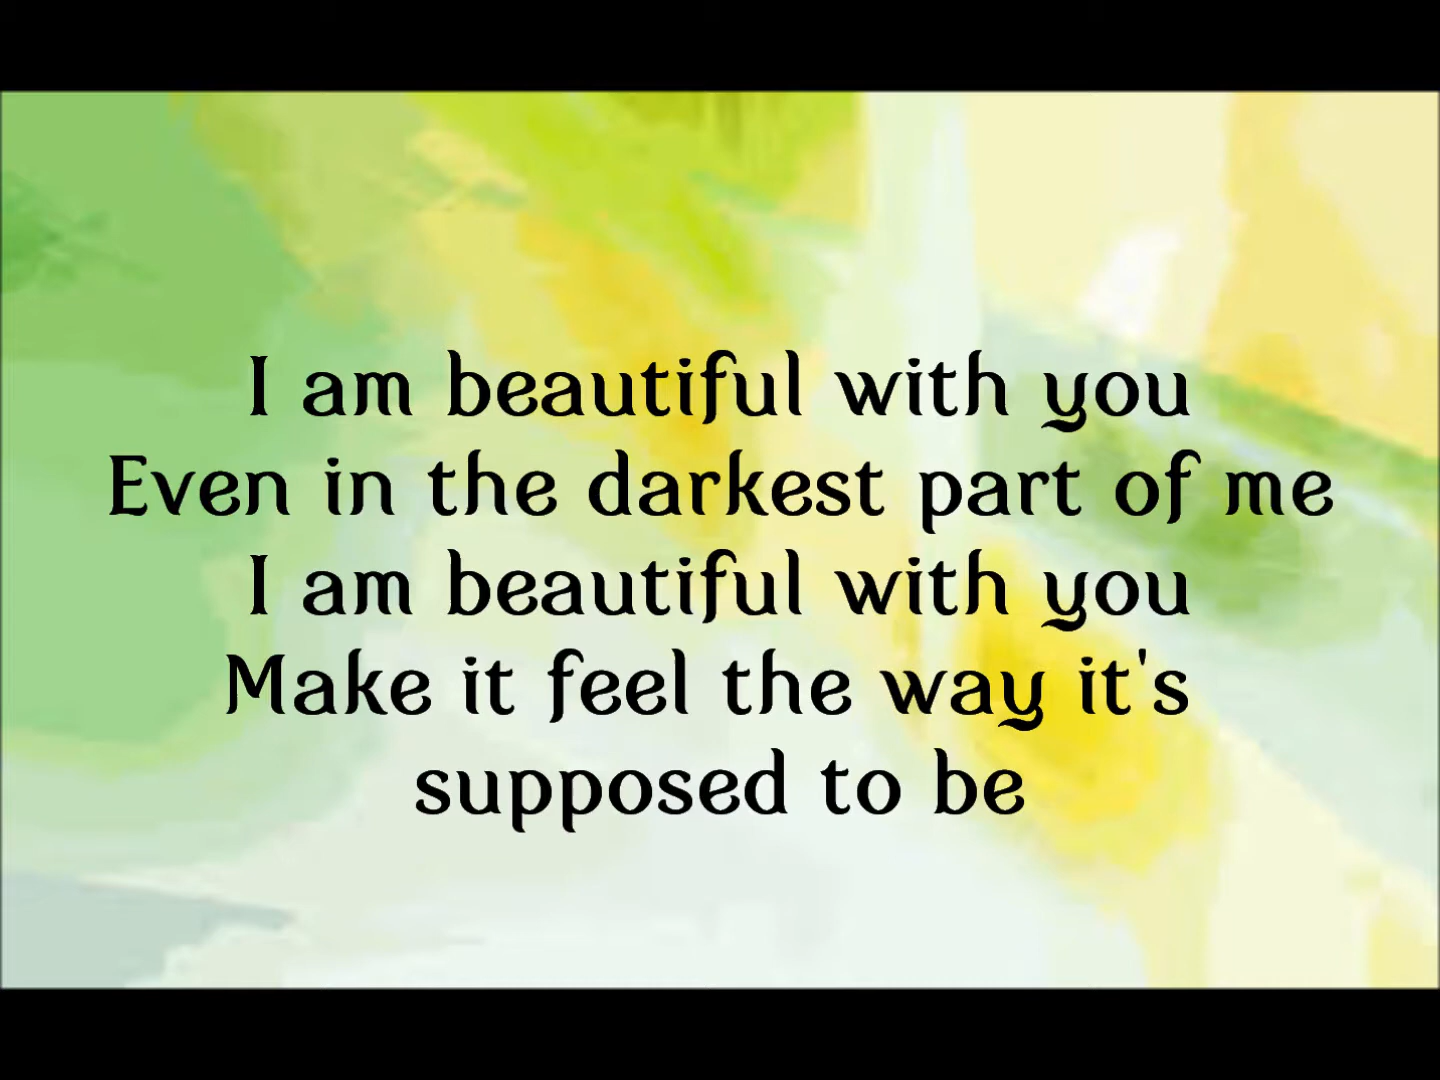 I am beautiful with you
Even in the darkest part of me
I am beautiful with you
Make it feel the way it's
supposed to be